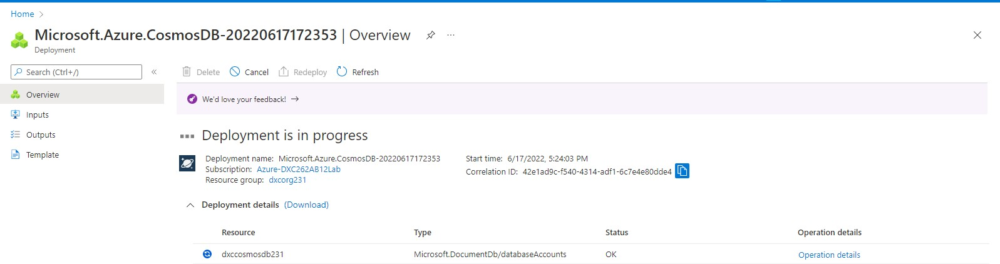 Home >
Microsoft.Azure.CosmosDB-20220617172353 | Overview ...
Deployment
Search (Ctrl+/) «
Delete Cancel Redeploy Refresh
Overview
We'd love your feedback! →
Inputs
Outputs
Template
Deployment is in progress
Deployment name: Microsoft.Azure.CosmosDB-20220617172353 Start time: 6/17/2022, 5:24:03 PM
Subscription: Azure-DXC262AB12Lab Correlation ID: 42e1ad9c-f540-4314-adf1-6c7e4e80dde4
Resource group: dxcorg231
Deployment details (Download)
Resource Type Status Operation details
dxccosmosdb231 Microsoft.DocumentDb/databaseAccounts OK Operation details